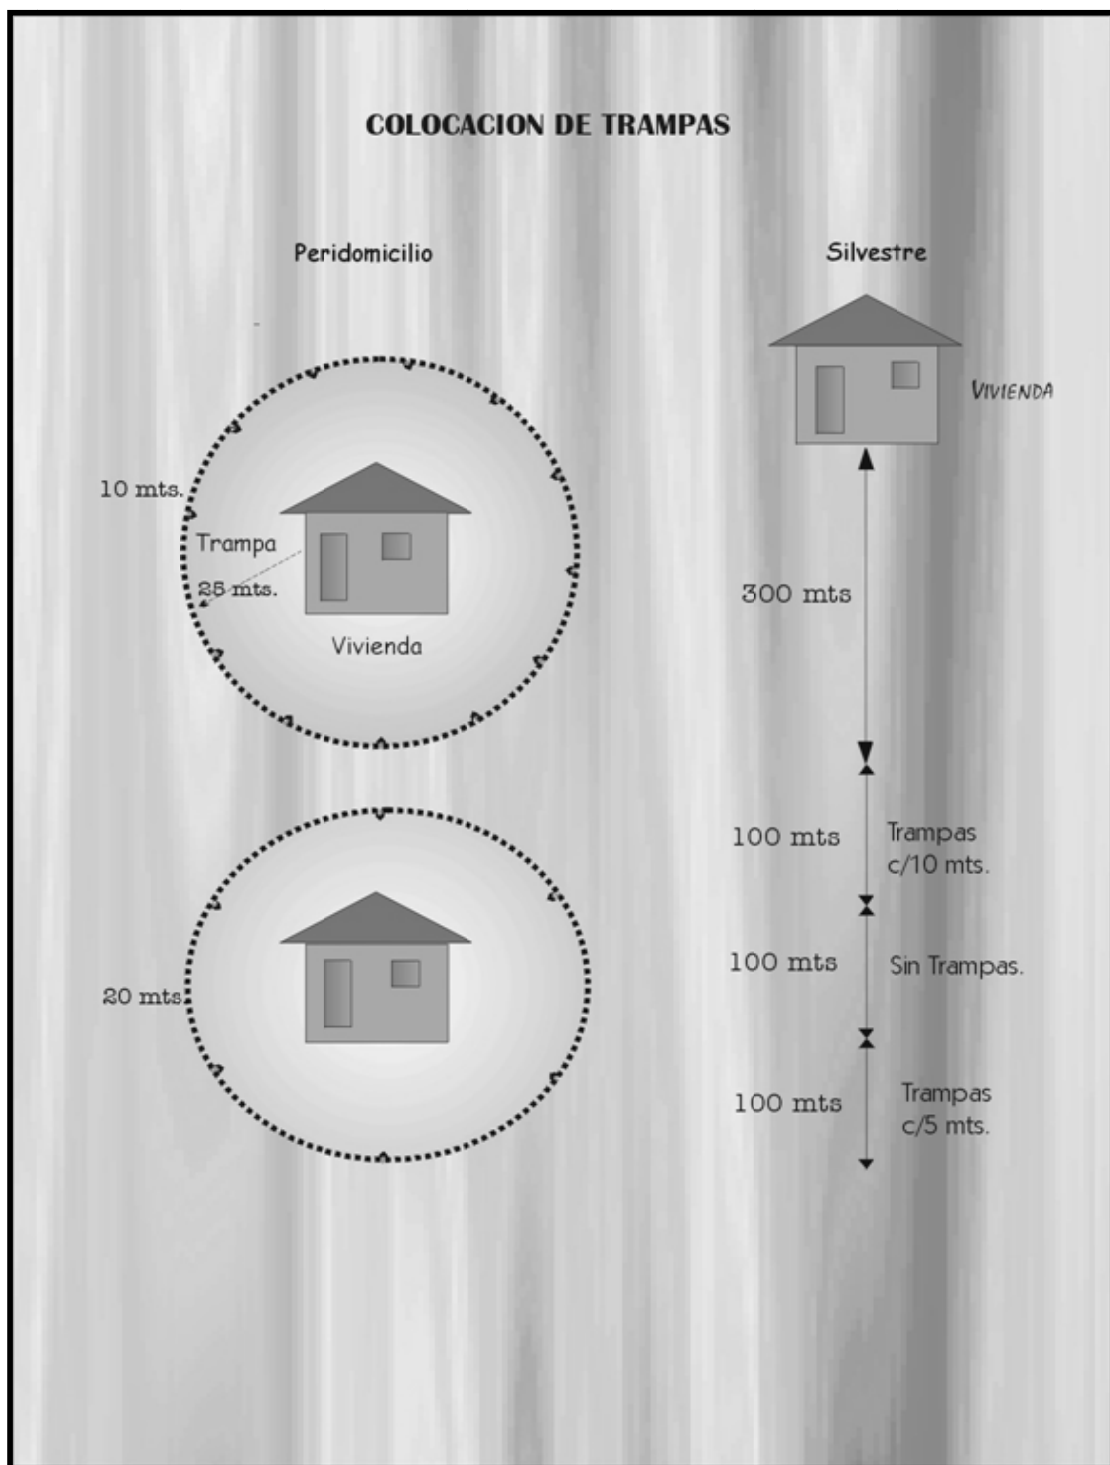 COLOCACION DE TRAMPAS
Peridomicilio
10 mts.
Trampa
25 mts.
Vivienda
20 mts.
Silvestre
VIVIENDA
300 mts
100 mts
Trampas
c/10 mts.
100 mts
Sin Trampas.
100 mts
Trampas
c/5 mts.